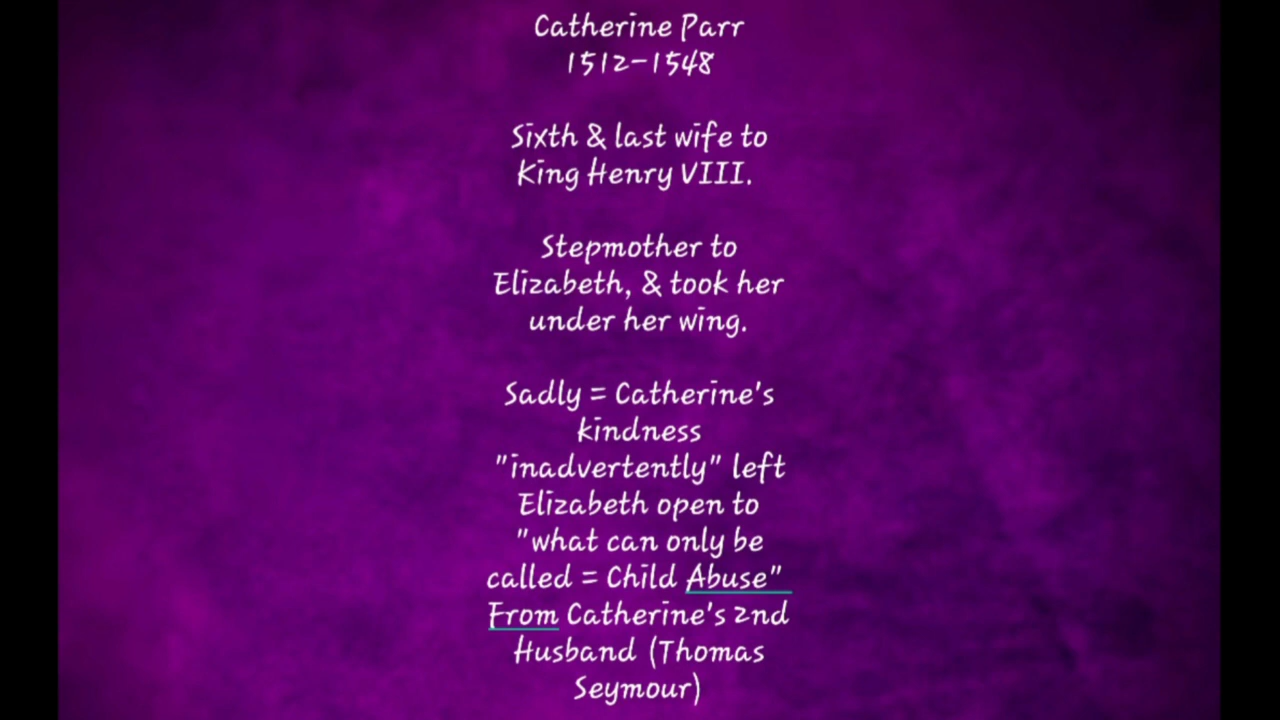 Catherine Parr
1512-1548
Sixth & last wife to
King Henry VIII.
Stepmother to
Elizabeth, & took her
under her wing.
Sadly = Catherine's
kindness
"inadvertently" left
Elizabeth open to
"what can only be
called = Child Abuse"
From Catherine's 2nd
Husband (Thomas
Seymour)